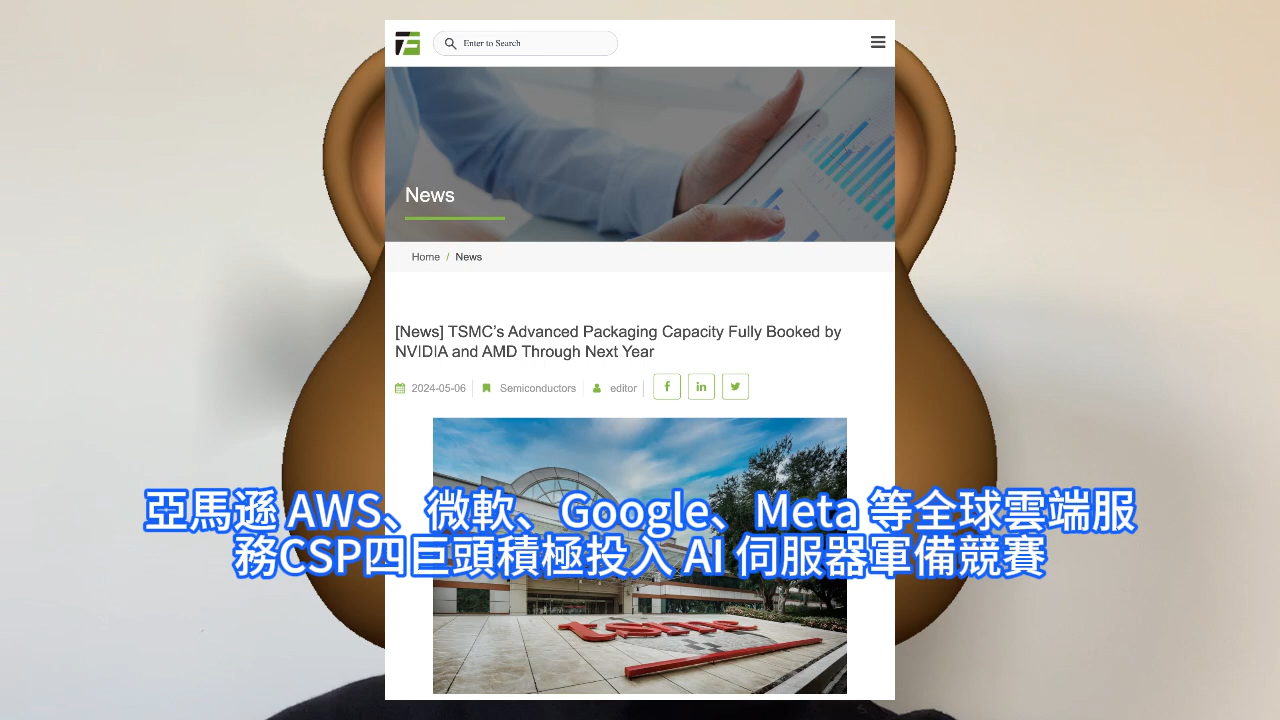 Enter to Search
News
Home / News
[News] TSMC’s Advanced Packaging Capacity Fully Booked by
NVIDIA and AMD Through Next Year
2024-05-06 Semiconductors editor
亞馬遜 AWS、微軟、Google、Meta 等全球雲端服
務CSP四巨頭積極投入 AI 伺服器軍備競賽
tsmc